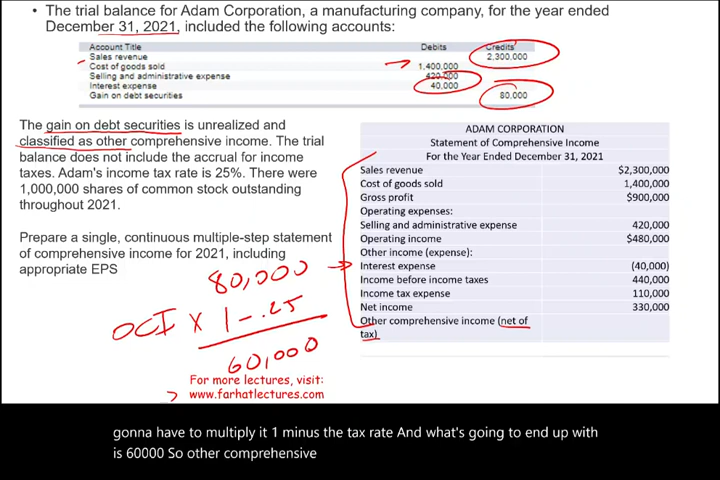 • The trial balance for Adam Corporation, a manufacturing company, for the year ended
December 31, 2021, included the following accounts:
Account Title Debits Credits
Sales revenue 2,300,000
Cost of goods sold 1,400,000
Selling and administrative expense 420,000
Interest expense 40,000
Gain on debt securities 80,000
The gain on debt securities is unrealized and
classified as other comprehensive income. The trial
balance does not include the accrual for income
taxes. Adam's income tax rate is 25%. There were
1,000,000 shares of common stock outstanding
throughout 2021.
Prepare a single, continuous multiple-step statement
of comprehensive income for 2021, including
appropriate EPS
80,000
OCI x 1 - .25
60,000
For more lectures, visit:
www.farhatlectures.com
ADAM CORPORATION
Statement of Comprehensive Income
For the Year Ended December 31, 2021
Sales revenue $2,300,000
Cost of goods sold 1,400,000
Gross profit $900,000
Operating expenses:
Selling and administrative expense 420,000
Operating income $480,000
Other income (expense):
Interest expense (40,000)
Income before income taxes 440,000
Income tax expense 110,000
Net income 330,000
Other comprehensive income (net of
tax)
gonna have to multiply it 1 minus the tax rate And what's going to end up with
is 60000 So other comprehensive